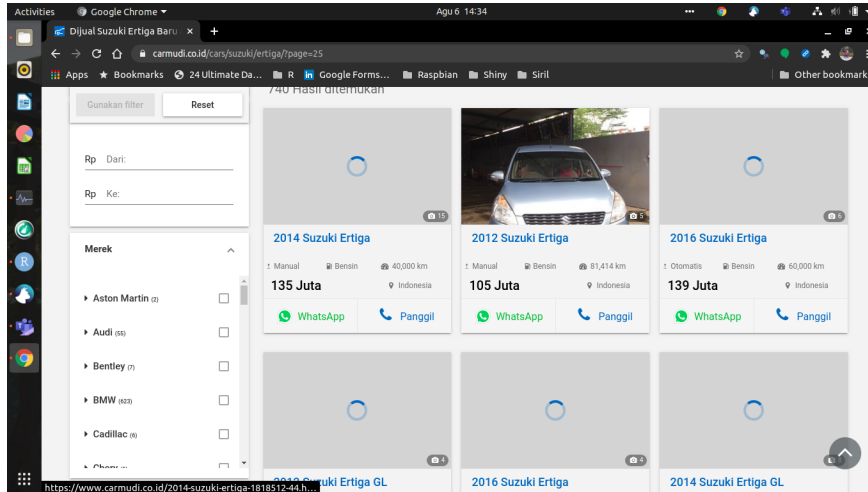 Activities
Google Chrome
Agu 6 14:34
Dijual Suzuki Ertiga Baru
carmudi.co.id/cars/suzuki/ertiga/?page=25
Apps
Bookmarks
24 Ultimate Da...
R
Google Forms...
Raspbian
Shiny
Siril
Other bookmark
740 Hasil ditemukan
Gunakan filter
Reset
Rp Dari:
Rp Ke:
Merek
Aston Martin (2)
Audi (55)
Bentley (7)
BMW (623)
Cadillac (6)
15
2014 Suzuki Ertiga
Manual Bensin 40,000 km
135 Juta Indonesia
WhatsApp Panggil
5
2012 Suzuki Ertiga
Manual Bensin 81,414 km
105 Juta Indonesia
WhatsApp Panggil
6
2016 Suzuki Ertiga
Otomatis Bensin 60,000 km
139 Juta Indonesia
WhatsApp Panggil
4
uki Ertiga GL
4
2016 Suzuki Ertiga
2014 Suzuki Ertiga GL
https://www.carmudi.co.id/2014-suzuki-ertiga-1818512-44.h...